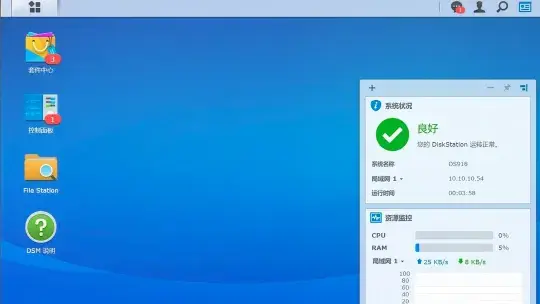 3
套件中心
1
控制面板
File Station
?
DSM 说明
1
系统状况
良好
您的 DiskStation 运转正常。
系统名称 DS918
局域网 1 10.10.10.54
运行时间 00:03:58
资源监控
CPU 0%
RAM 5%
局域网 1 25 KB/s 8 KB/s
100
80
60
40
20